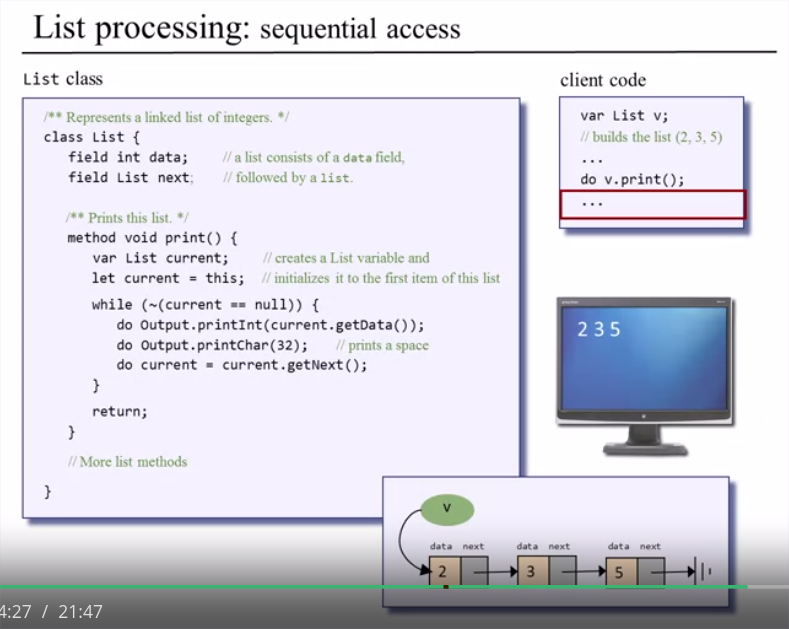 List processing: sequential access
List class
/** Represents a linked list of integers. */
class List {
field int data; // a list consists of a data field,
field List next; // followed by a list.
/** Prints this list. */
method void print() {
var List current; // creates a List variable and
let current = this; // initializes it to the first item of this list
while (~(current == null)) {
do Output.printInt(current.getData());
do Output.printChar(32); // prints a space
do current = current.getNext();
}
return;
}
// More list methods
}
client code
var List v;
// builds the list (2, 3, 5)
...
do v.print();
...
2 3 5
v
data next data next data next
2 3 5
4:27 / 21:47